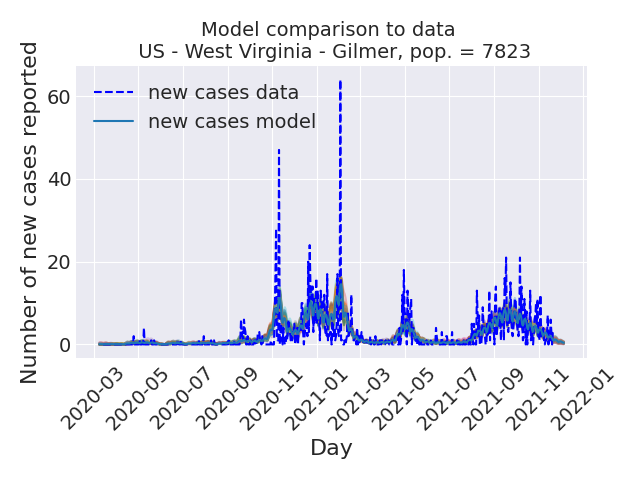 Model comparison to data
US - West Virginia - Gilmer, pop. = 7823
Number of new cases reported
60
40
20
0
new cases data
new cases model
2020-03
2020-05
2020-07
2020-09
2020-11
2021-01
2021-03
2021-05
2021-07
2021-09
2021-11
2022-01
Day